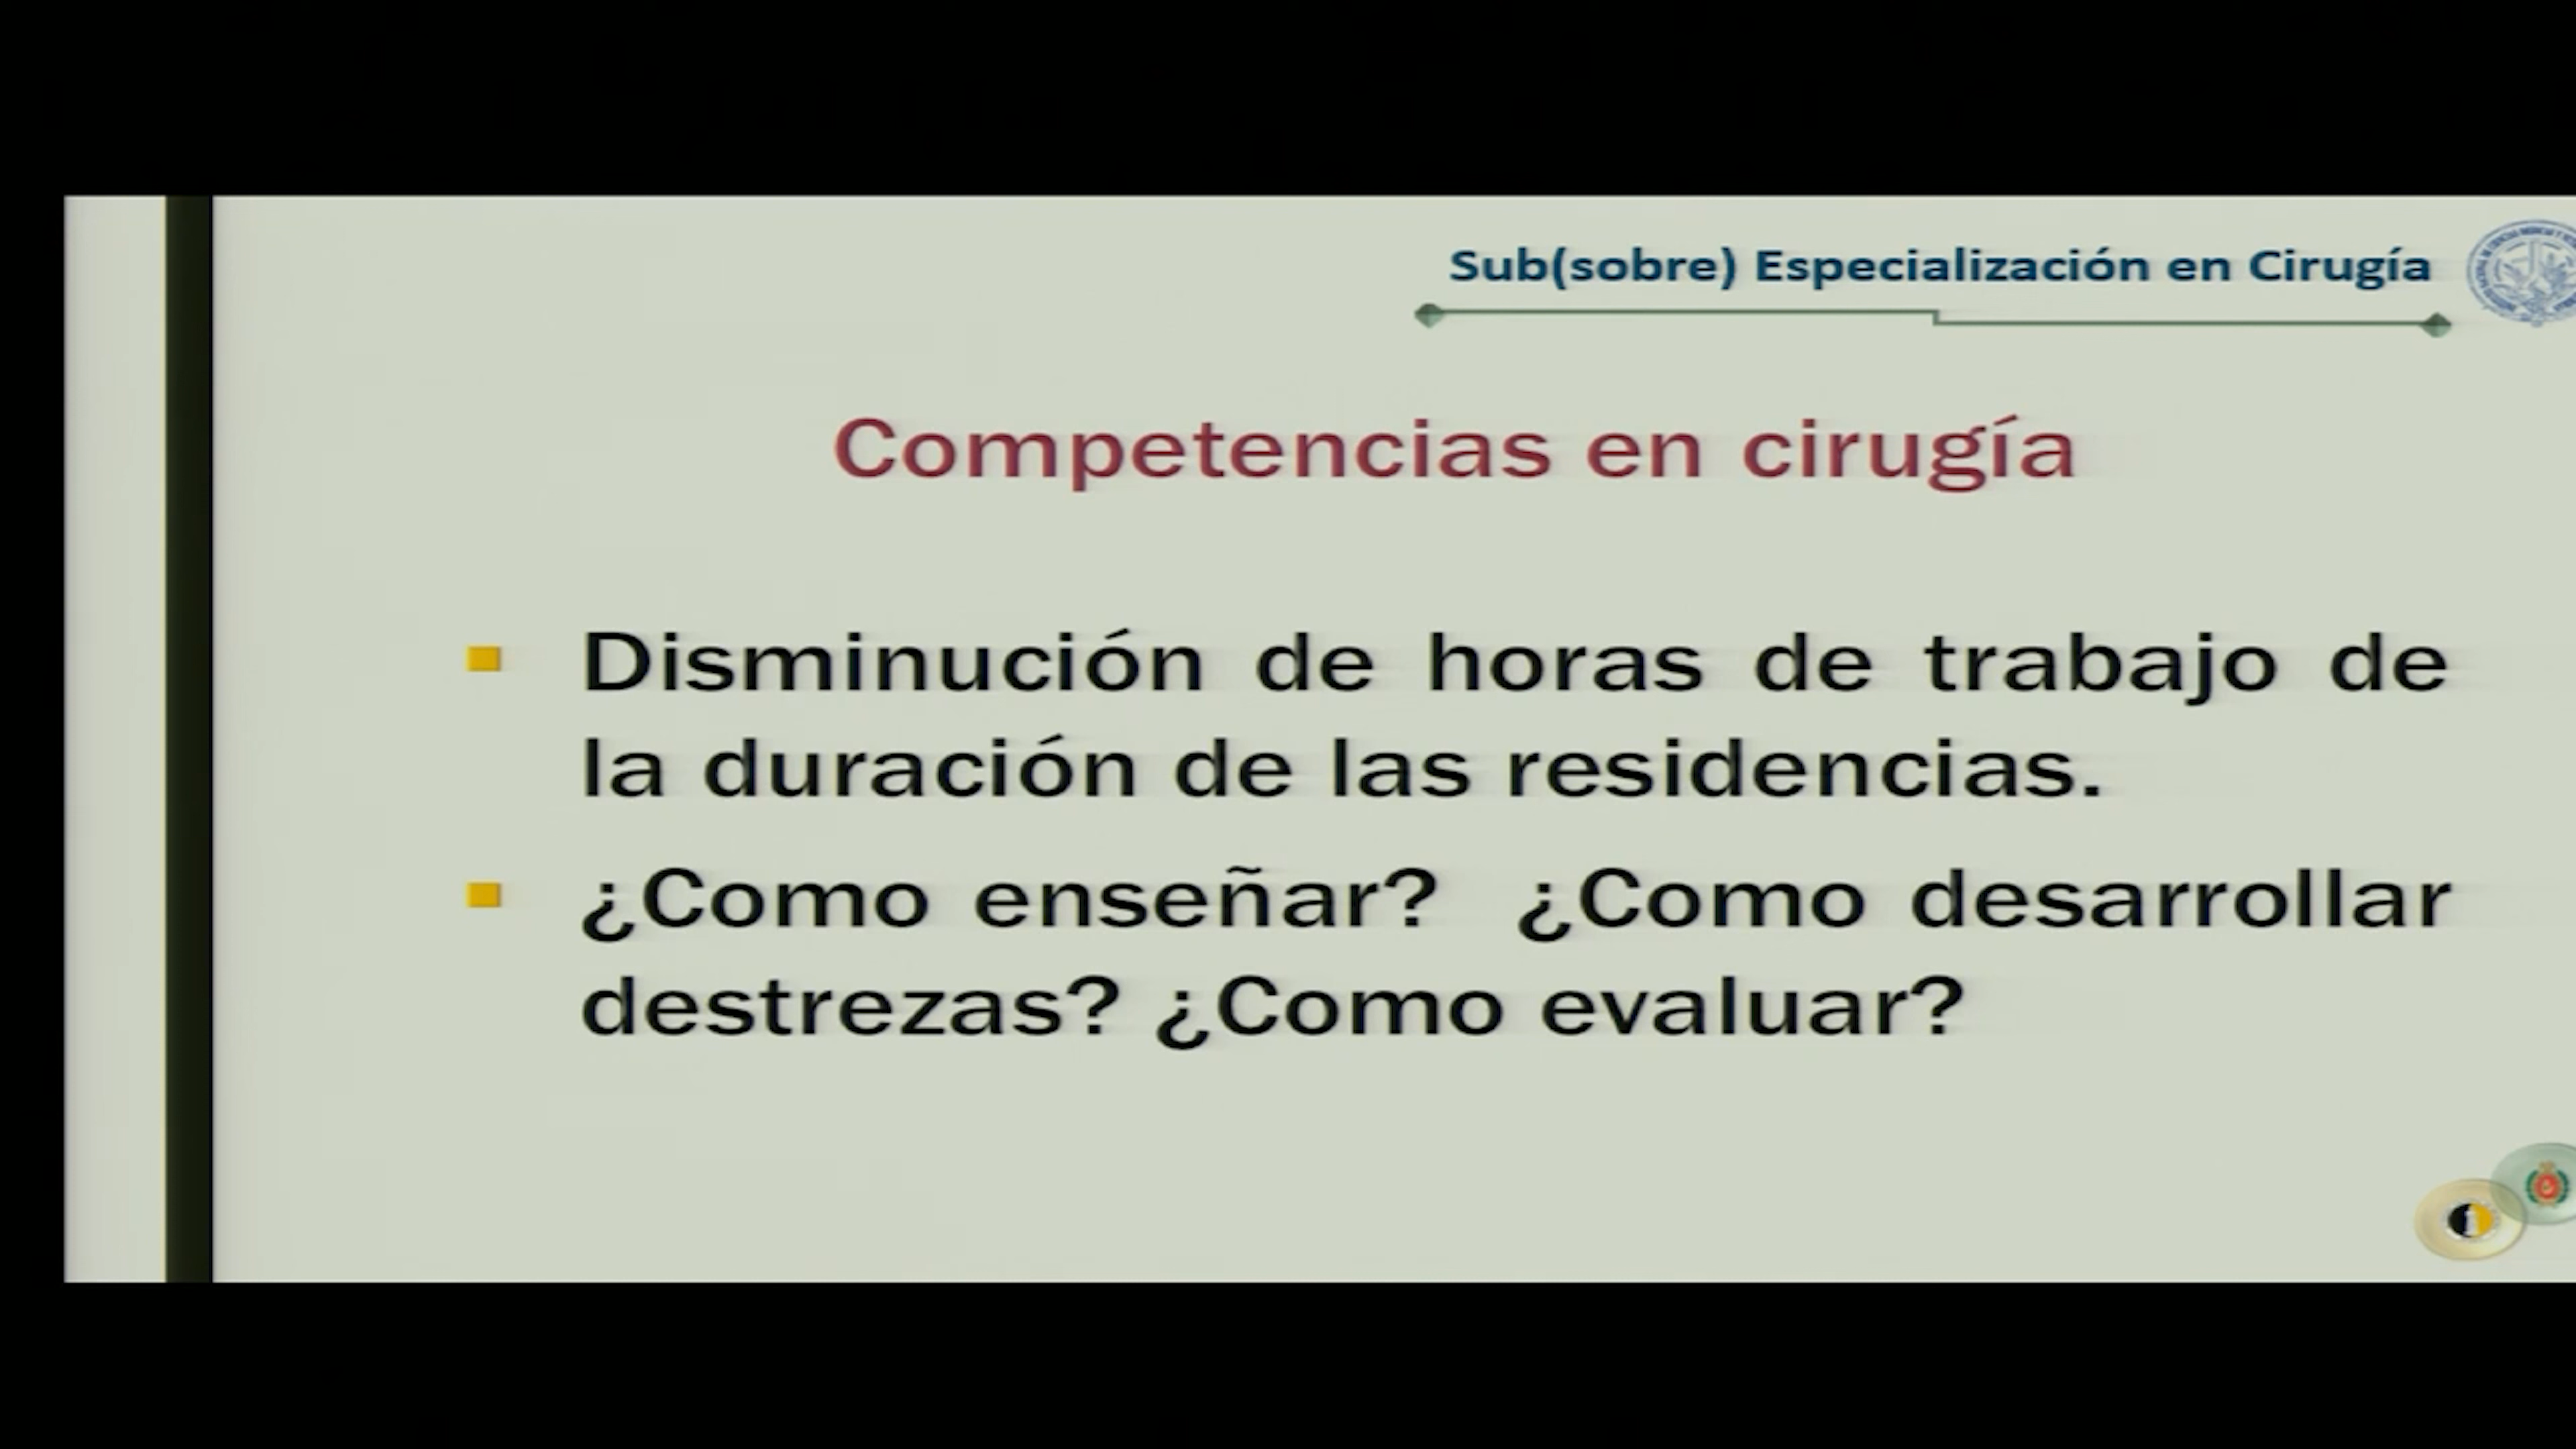 Sub(sobre) Especialización en Cirugía
Competencias en cirugía
Disminución de horas de trabajo de
la duración de las residencias.
¿Como enseñar? ¿Como desarrollar
destrezas? ¿Como evaluar?